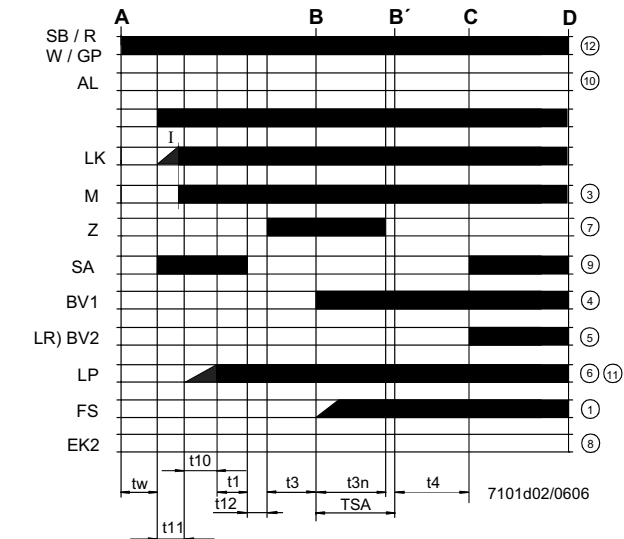 A B B´ C D
SB / R
W / GP 12
AL 10
I
LK
M 3
Z 7
SA 9
BV1 4
LR) BV2 5
LP 6 11
FS 1
EK2 8
t10
tw t1 t3 t3n t4 7101d02/0606
t12 TSA
t11